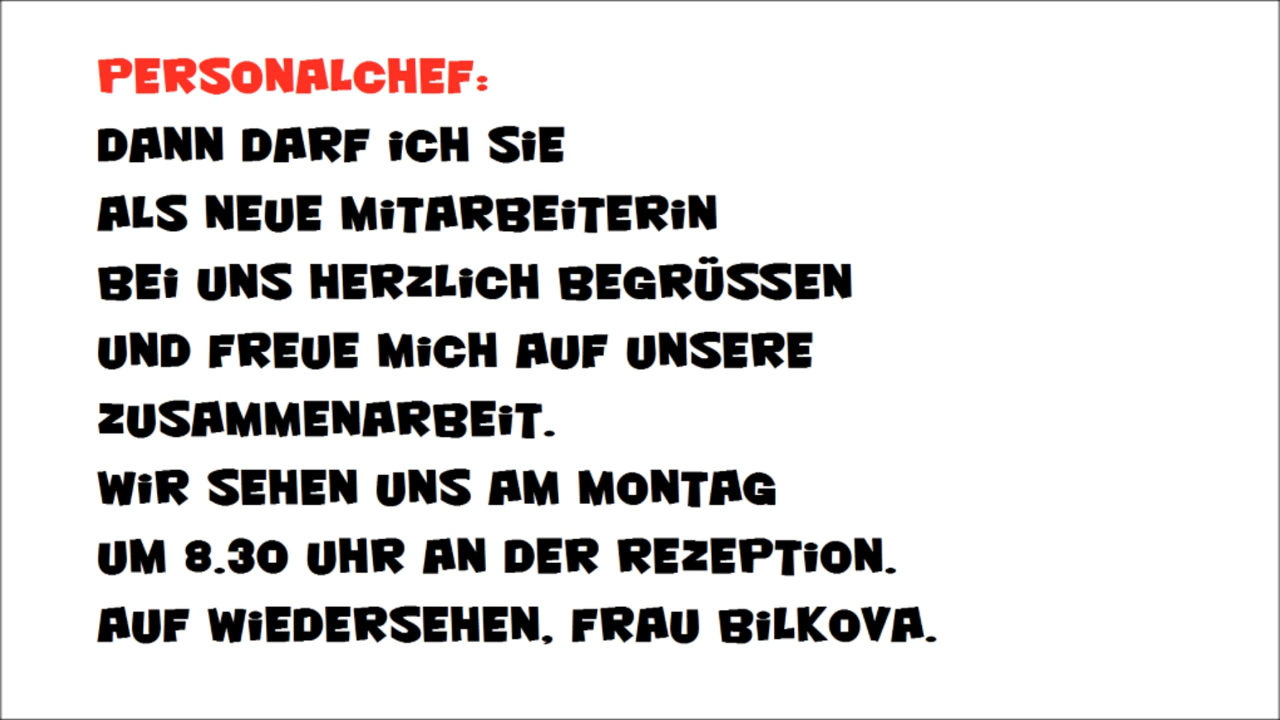 PERSONALCHEF:
DANN DARF iCH SiE
ALS NEUE MiTARBEiTERiN
BEi UNS HERZLiCH BEGRÜSSEN
UND FREUE MiCH AUF UNSERE
ZUSAMMENARBEiT.
WiR SEHEN UNS AM MONTAG
UM 8.30 UHR AN DER REZEPTiON.
AUF WiEDERSEHEN, FRAU BiLKOVA.